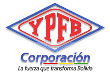 YPFB
Corporación
La fuerza que transforma Bolivia